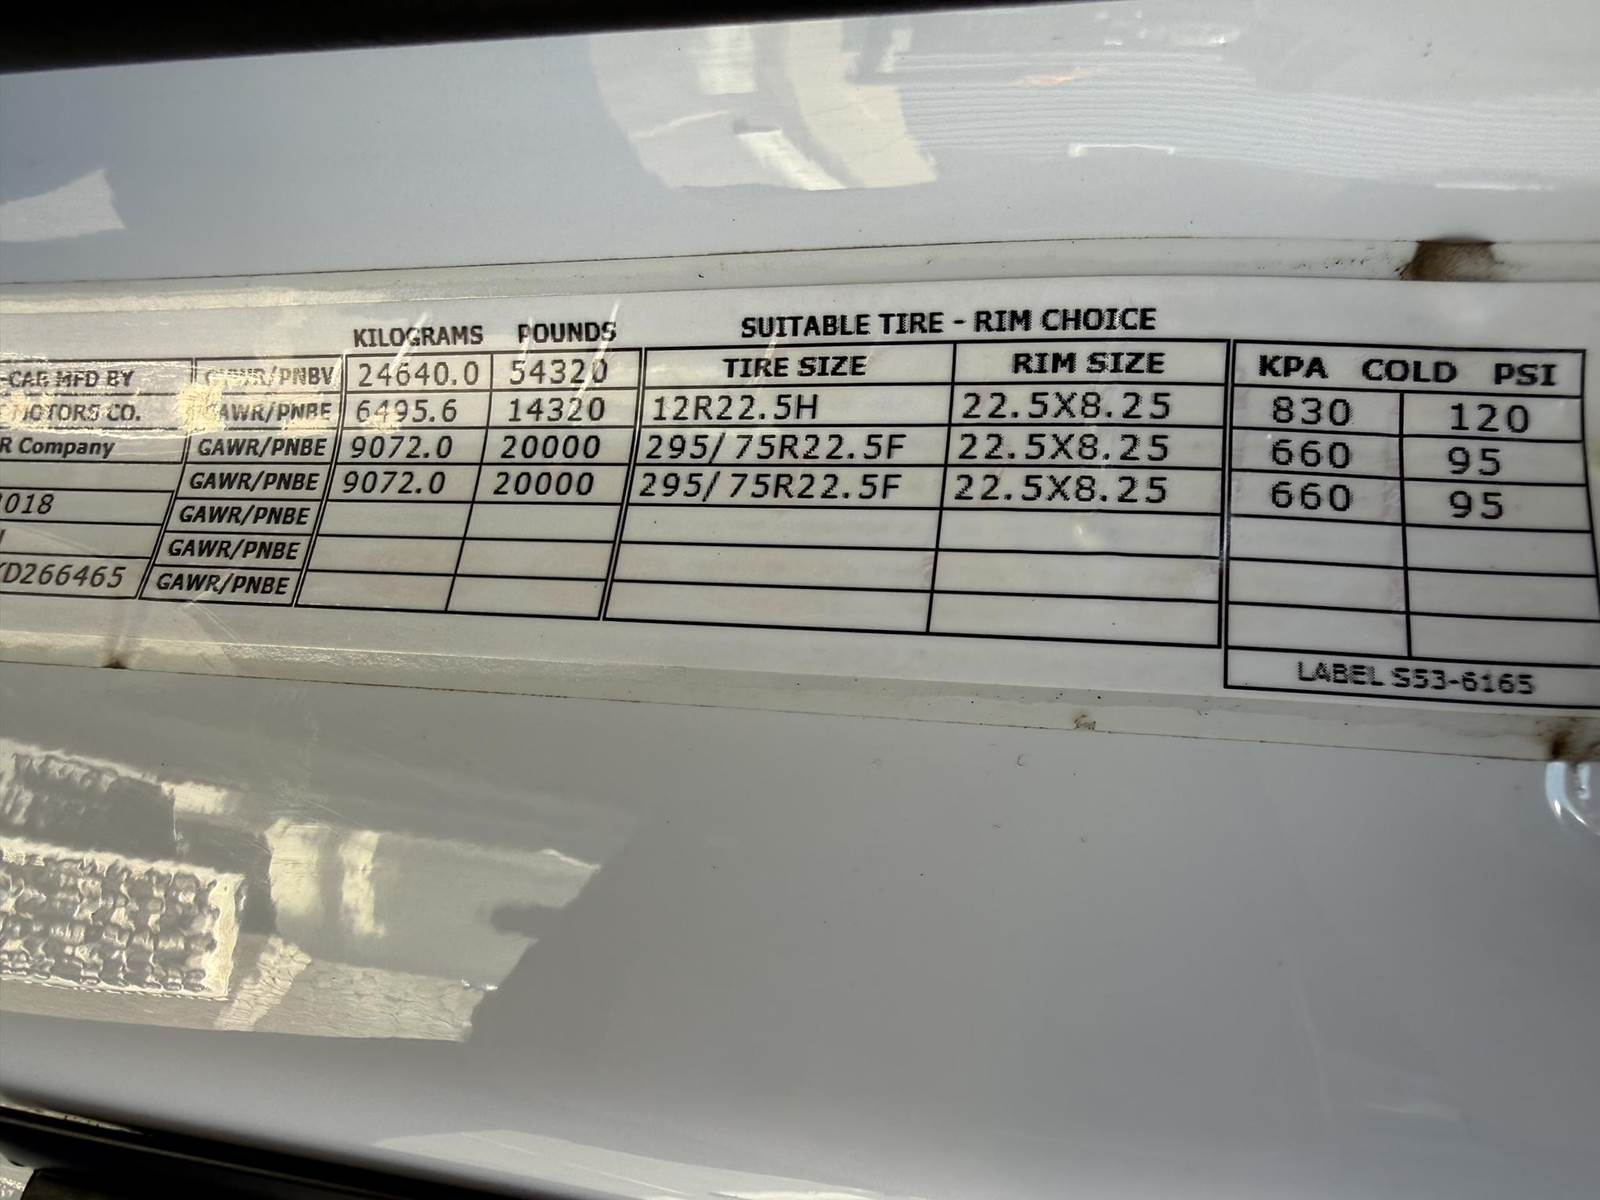 KILOGRAMS POUNDS SUITABLE TIRE - RIM CHOICE
-CAB MFD BY GVWR/PNBV 24640.0 54320 TIRE SIZE RIM SIZE KPA COLD PSI
MOTORS CO. GAWR/PNBE 6495.6 14320 12R22.5H 22.5X8.25 830 120
R Company GAWR/PNBE 9072.0 20000 295/75R22.5F 22.5X8.25 660 95
GAWR/PNBE 9072.0 20000 295/75R22.5F 22.5X8.25 660 95
018 GAWR/PNBE
GAWR/PNBE
D266465 GAWR/PNBE
LABEL S53-6165